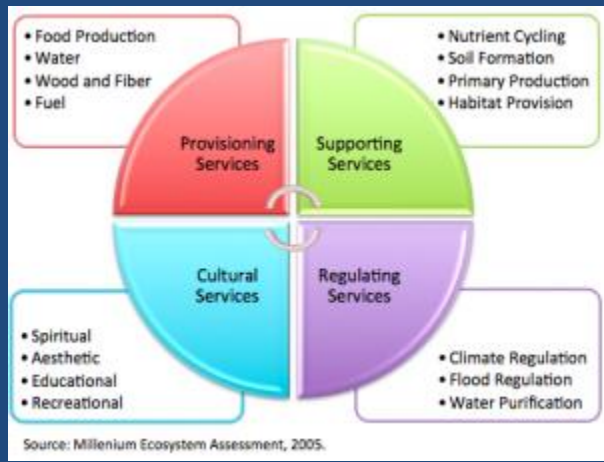 • Food Production
• Water
• Wood and Fiber
• Fuel
• Nutrient Cycling
• Soil Formation
• Primary Production
• Habitat Provision
Provisioning
Services
Supporting
Services
Cultural
Services
Regulating
Services
• Spiritual
• Aesthetic
• Educational
• Recreational
• Climate Regulation
• Flood Regulation
• Water Purification
Source: Millenium Ecosystem Assessment, 2005.